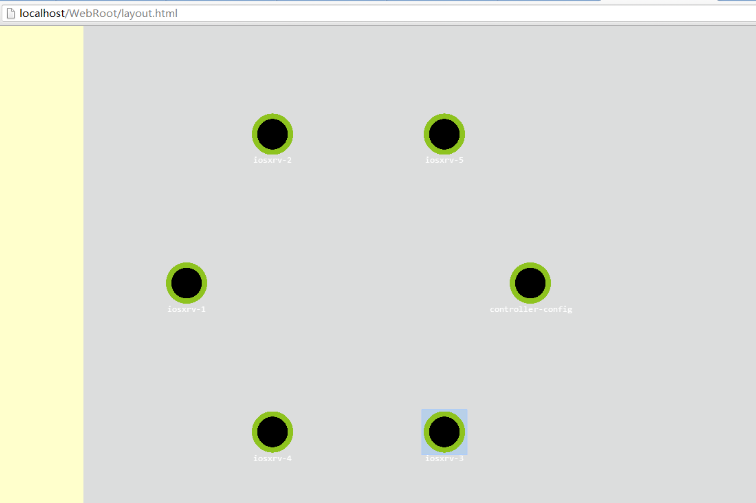 localhost/WebRoot/layout.html
iosxrv-2
iosxrv-5
iosxrv-1
controller-config
iosxrv-4
iosxrv-3